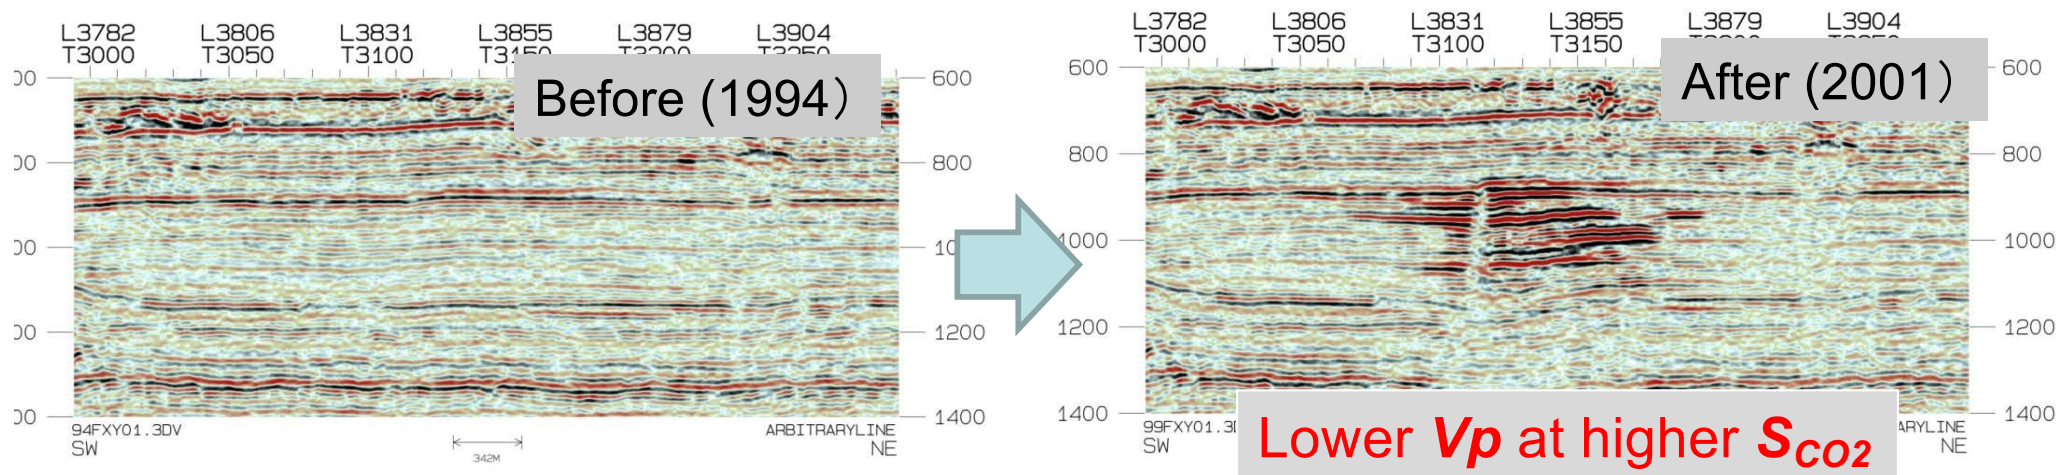 L3782 L3806 L3831 L3855 L3879 L3904
T3000 T3050 T3100
Before (1994）
600
800
1200
1400
94FXY01.3DV ARBITRARYLINE
SW 342M NE
L3782 L3806 L3831 L3855 L3879 L3904
T3000 T3050 T3100 T3150
After (2001）
600 600
800 800
1000 1000
1200 1200
1400 1400
SW NE
Lower Vp at higher SCO2